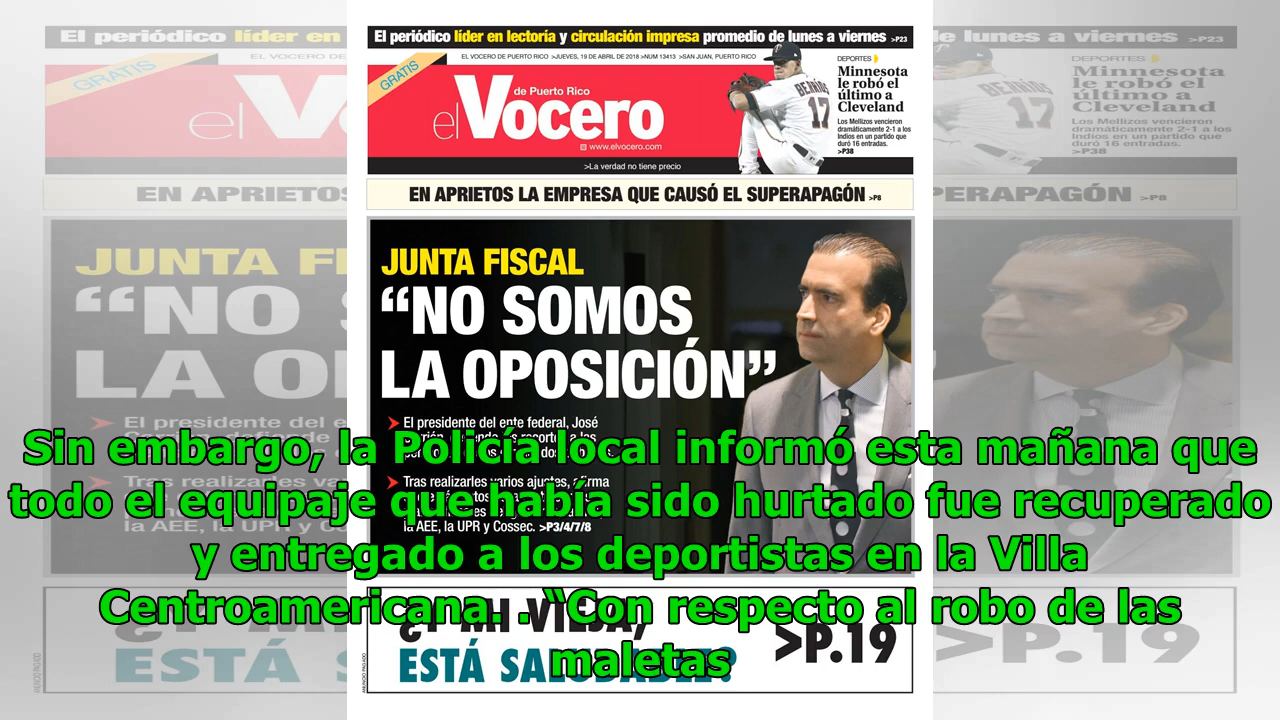 El periódico líder en lectoría y circulación impresa promedio de lunes a viernes >P23
GRATIS
EL VOCERO DE PUERTO RICO >JUEVES, 19 DE ABRIL DE 2018 >NUM 13413 >SAN JUAN, PUERTO RICO
de Puerto Rico
el Vocero
www.elvocero.com
>La verdad no tiene precio
BERRÍOS
17
DEPORTES
Minnesota
le robó el
último a
Cleveland
Los Mellizos vencieron
dramáticamente 2-1 a los
Indios en un partido que
duró 16 entradas.
>P38
EN APRIETOS LA EMPRESA QUE CAUSÓ EL SUPERAPAGÓN >P8
JUNTA FISCAL
“NO SOMOS
LA OPOSICIÓN”
El presidente del ente federal, José
Tras realizarles varios ajustes, afirma
la AEE, la UPR y Cossec. >P3/4/7/8
Sin embargo, la Policía local informó esta mañana que
todo el equipaje que había sido hurtado fue recuperado
y entregado a los deportistas en la Villa
Centroamericana. . “Con respecto al robo de las
maletas
¿Y MI VIEJA,
ESTÁ SALUDABLE?
>P.19
ANUNCIO PAGADO